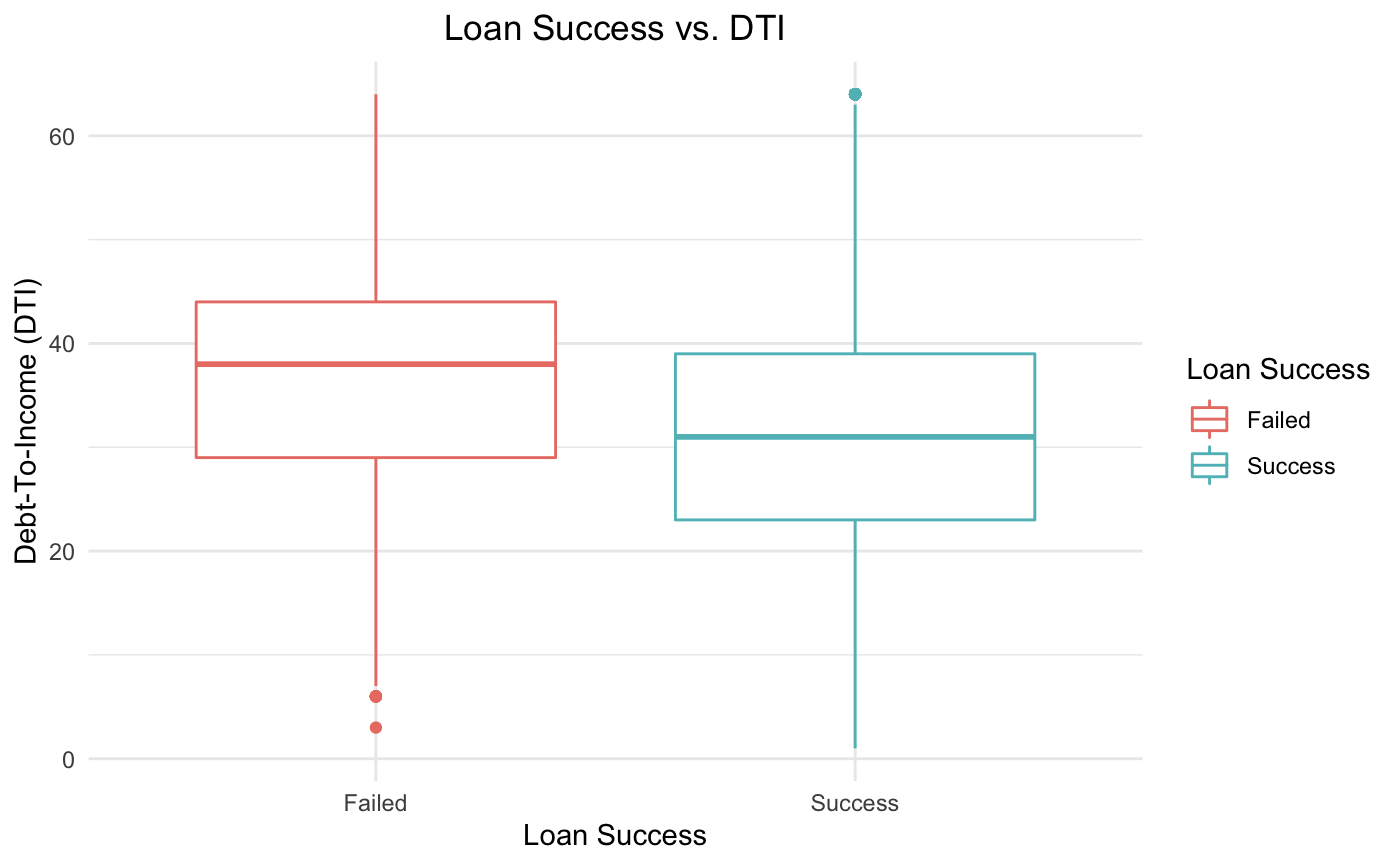 Loan Success vs. DTI
Debt-To-Income (DTI)
60
40
20
0
Failed
Success
Loan Success
Loan Success
Failed
Success